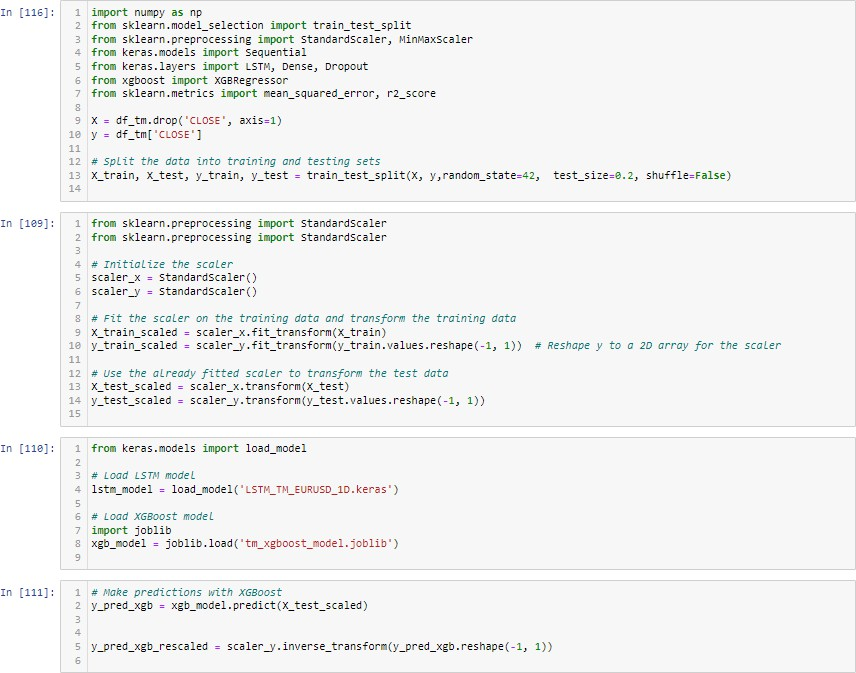 In [116]:
1 import numpy as np
2 from sklearn.model_selection import train_test_split
3 from sklearn.preprocessing import StandardScaler, MinMaxScaler
4 from keras.models import Sequential
5 from keras.layers import LSTM, Dense, Dropout
6 from xgboost import XGBRegressor
7 from sklearn.metrics import mean_squared_error, r2_score
8
9 X = df_tm.drop('CLOSE', axis=1)
10 y = df_tm['CLOSE']
11
12 # Split the data into training and testing sets
13 X_train, X_test, y_train, y_test = train_test_split(X, y,random_state=42,  test_size=0.2, shuffle=False)
14
In [109]:
1 from sklearn.preprocessing import StandardScaler
2 from sklearn.preprocessing import StandardScaler
3
4 # Initialize the scaler
5 scaler_x = StandardScaler()
6 scaler_y = StandardScaler()
7
8 # Fit the scaler on the training data and transform the training data
9 X_train_scaled = scaler_x.fit_transform(X_train)
10 y_train_scaled = scaler_y.fit_transform(y_train.values.reshape(-1, 1))  # Reshape y to a 2D array for the scaler
11
12 # Use the already fitted scaler to transform the test data
13 X_test_scaled = scaler_x.transform(X_test)
14 y_test_scaled = scaler_y.transform(y_test.values.reshape(-1, 1))
15
In [110]:
1 from keras.models import load_model
2
3 # Load LSTM model
4 lstm_model = load_model('LSTM_TM_EURUSD_1D.keras')
5
6 # Load XGBoost model
7 import joblib
8 xgb_model = joblib.load('tm_xgboost_model.joblib')
9
In [111]:
1 # Make predictions with XGBoost
2 y_pred_xgb = xgb_model.predict(X_test_scaled)
3
4
5 y_pred_xgb_rescaled = scaler_y.inverse_transform(y_pred_xgb.reshape(-1, 1))
6